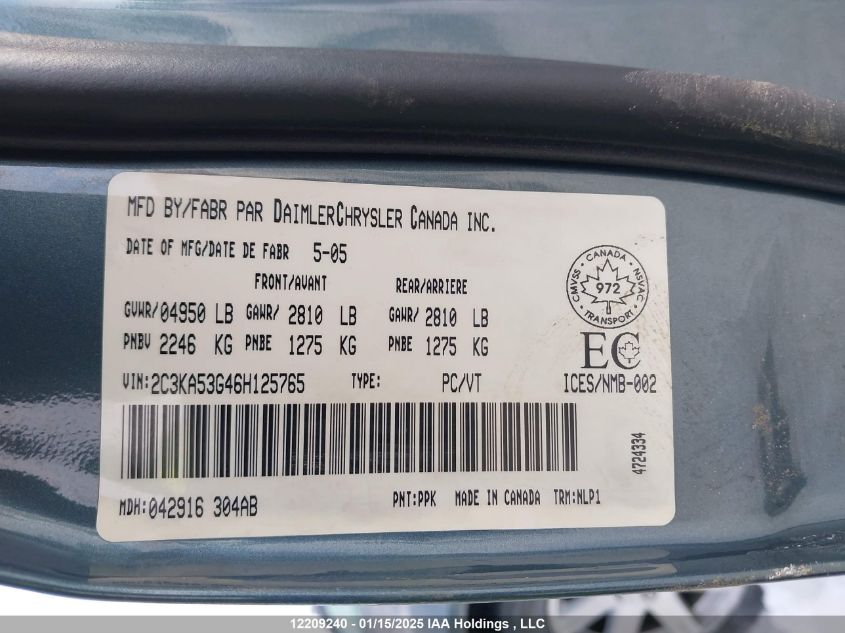 MFD BY/FABR PAR DAIMLERCHRYSLER CANADA INC.
DATE OF MFG/DATE DE FABR 5-05
FRONT/AVANT REAR/ARRIERE
GVWR/04950 LB GAWR/ 2810 LB GAWR/ 2810 LB
PNBV 2246 KG PNBE 1275 KG PNBE 1275 KG
VIN:2C3KA53G46H125765 TYPE: PC/VT
CANADA
CMVSS NSVAC
972
TRANSPORT
EC
ICES/NMB-002
4724334
MDH:042916 304AB PNT:PPK MADE IN CANADA TRM:NLP1
12209240 - 01/15/2025 IAA Holdings, LLC